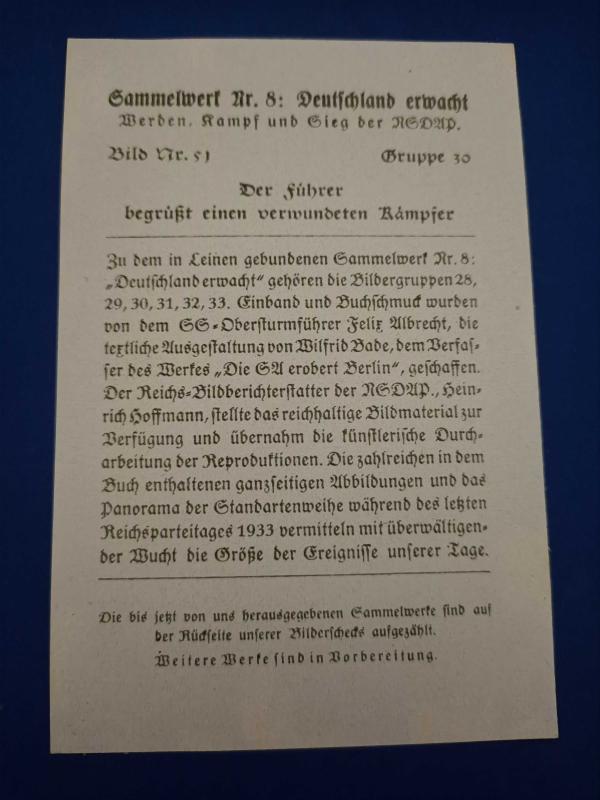 Sammelwerk Nr. 8: Deutschland erwacht
Werden, Kampf und Sieg der NSDAP.
Bild Nr. 51 Gruppe 30
Der Führer
begrüßt einen verwundeten Kämpfer
Zu dem in Leinen gebundenen Sammelwerk Nr. 8:
„Deutschland erwacht“ gehören die Bildergruppen 28,
29, 30, 31, 32, 33. Einband und Buchschmuck wurden
von dem SS-Obersturmführer Felix Albrecht, die
textliche Ausgestaltung von Wilfrid Bade, dem Verfas-
ser des Werkes „Die SA erobert Berlin“, geschaffen.
Der Reichs-Bildberichterstatter der NSDAP., Hein-
rich Hoffmann, stellte das reichhaltige Bildmaterial zur
Verfügung und übernahm die künstlerische Durch-
arbeitung der Reproduktionen. Die zahlreichen in dem
Buch enthaltenen ganzseitigen Abbildungen und das
Panorama der Standartenweihe während des letzten
Reichsparteitages 1933 vermitteln mit überwältigen-
der Wucht die Größe der Ereignisse unserer Tage.
Die bis jetzt von uns herausgegebenen Sammelwerke sind auf
der Rückseite unserer Bilderschecks aufgezählt.
Weitere Werke sind in Vorbereitung.